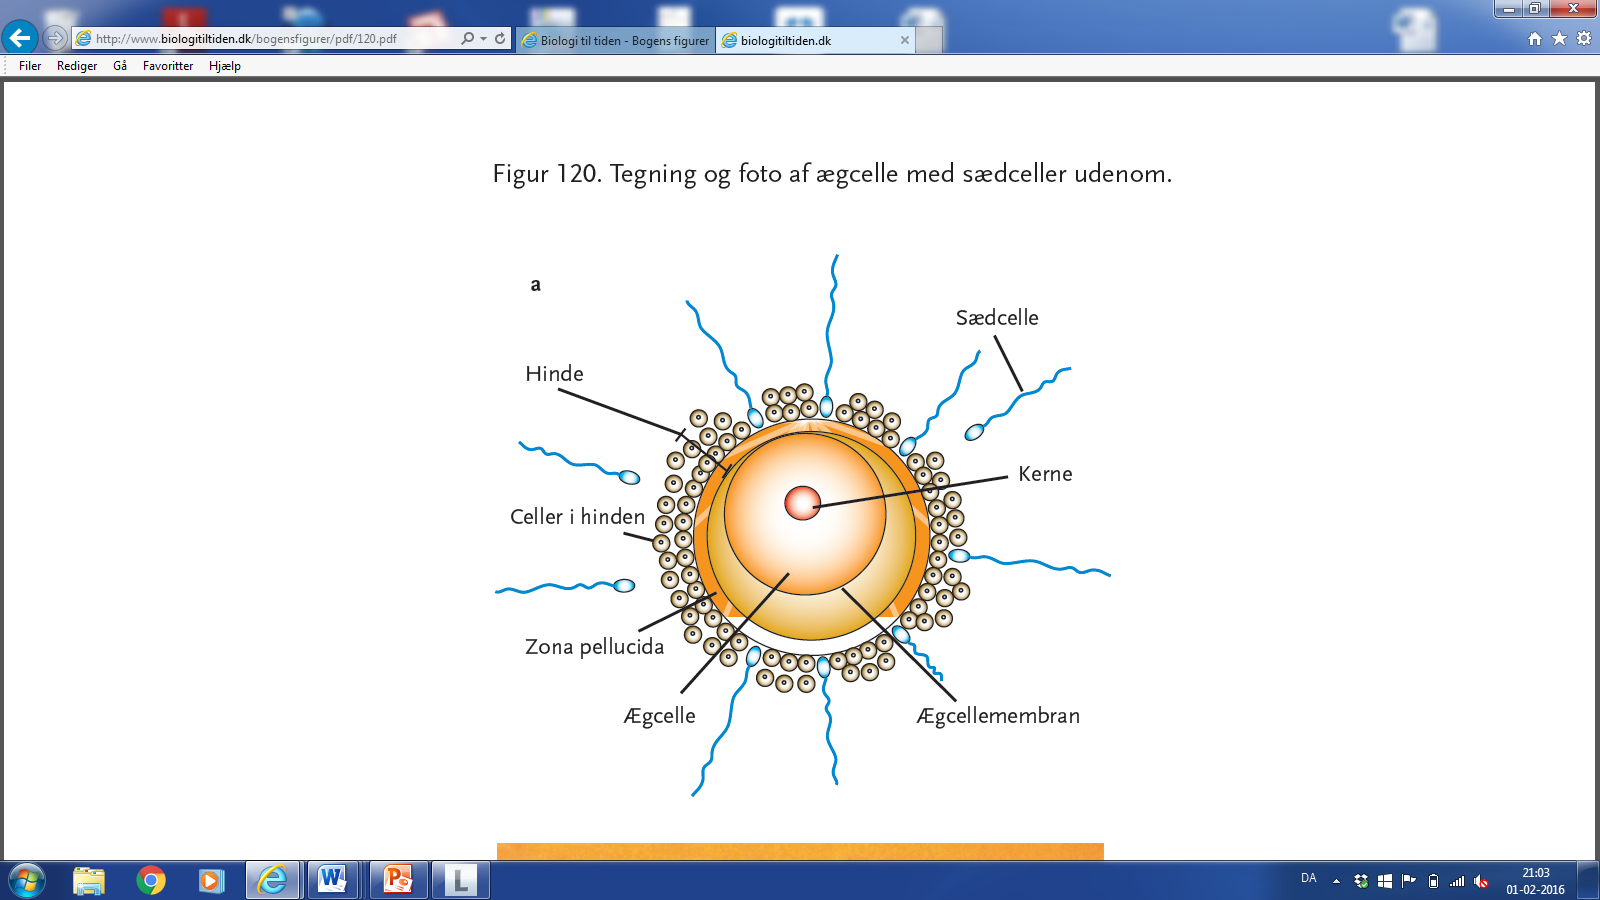 http://www.biologitiltiden.dk/bogensfigurer/pdf/120.pdf
Biologi til tiden - Bogens figurer
biologitiltiden.dk
Filer Rediger Gå Favoritter Hjælp
Figur 120. Tegning og foto af ægcelle med sædceller udenom.
a
Sædcelle
Hinde
Kerne
Celler i hinden
Zona pellucida
Ægcelle
Ægcellemembran
DA
21:03
01-02-2016